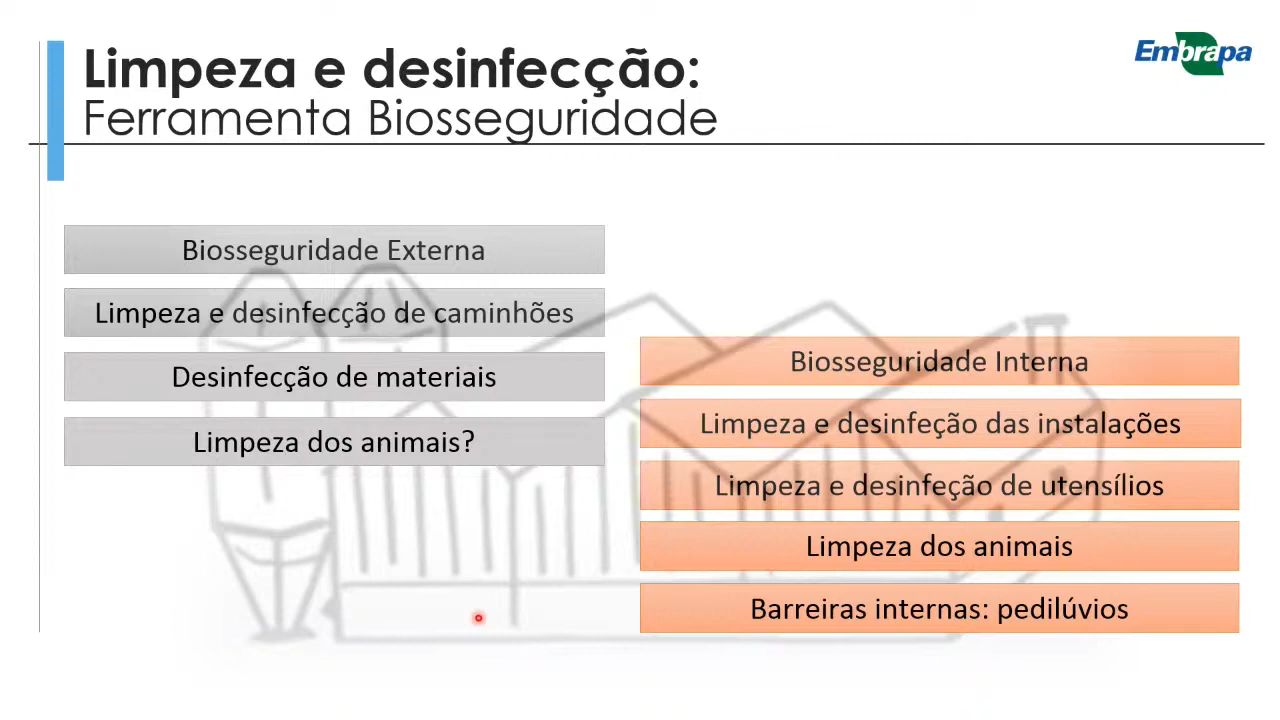 Limpeza e desinfecção:
Ferramenta Biosseguridade
Embrapa
Biosseguridade Externa
Limpeza e desinfecção de caminhões
Desinfecção de materiais
Limpeza dos animais?
Biosseguridade Interna
Limpeza e desinfeção das instalações
Limpeza e desinfeção de utensílios
Limpeza dos animais
Barreiras internas: pedilúvios